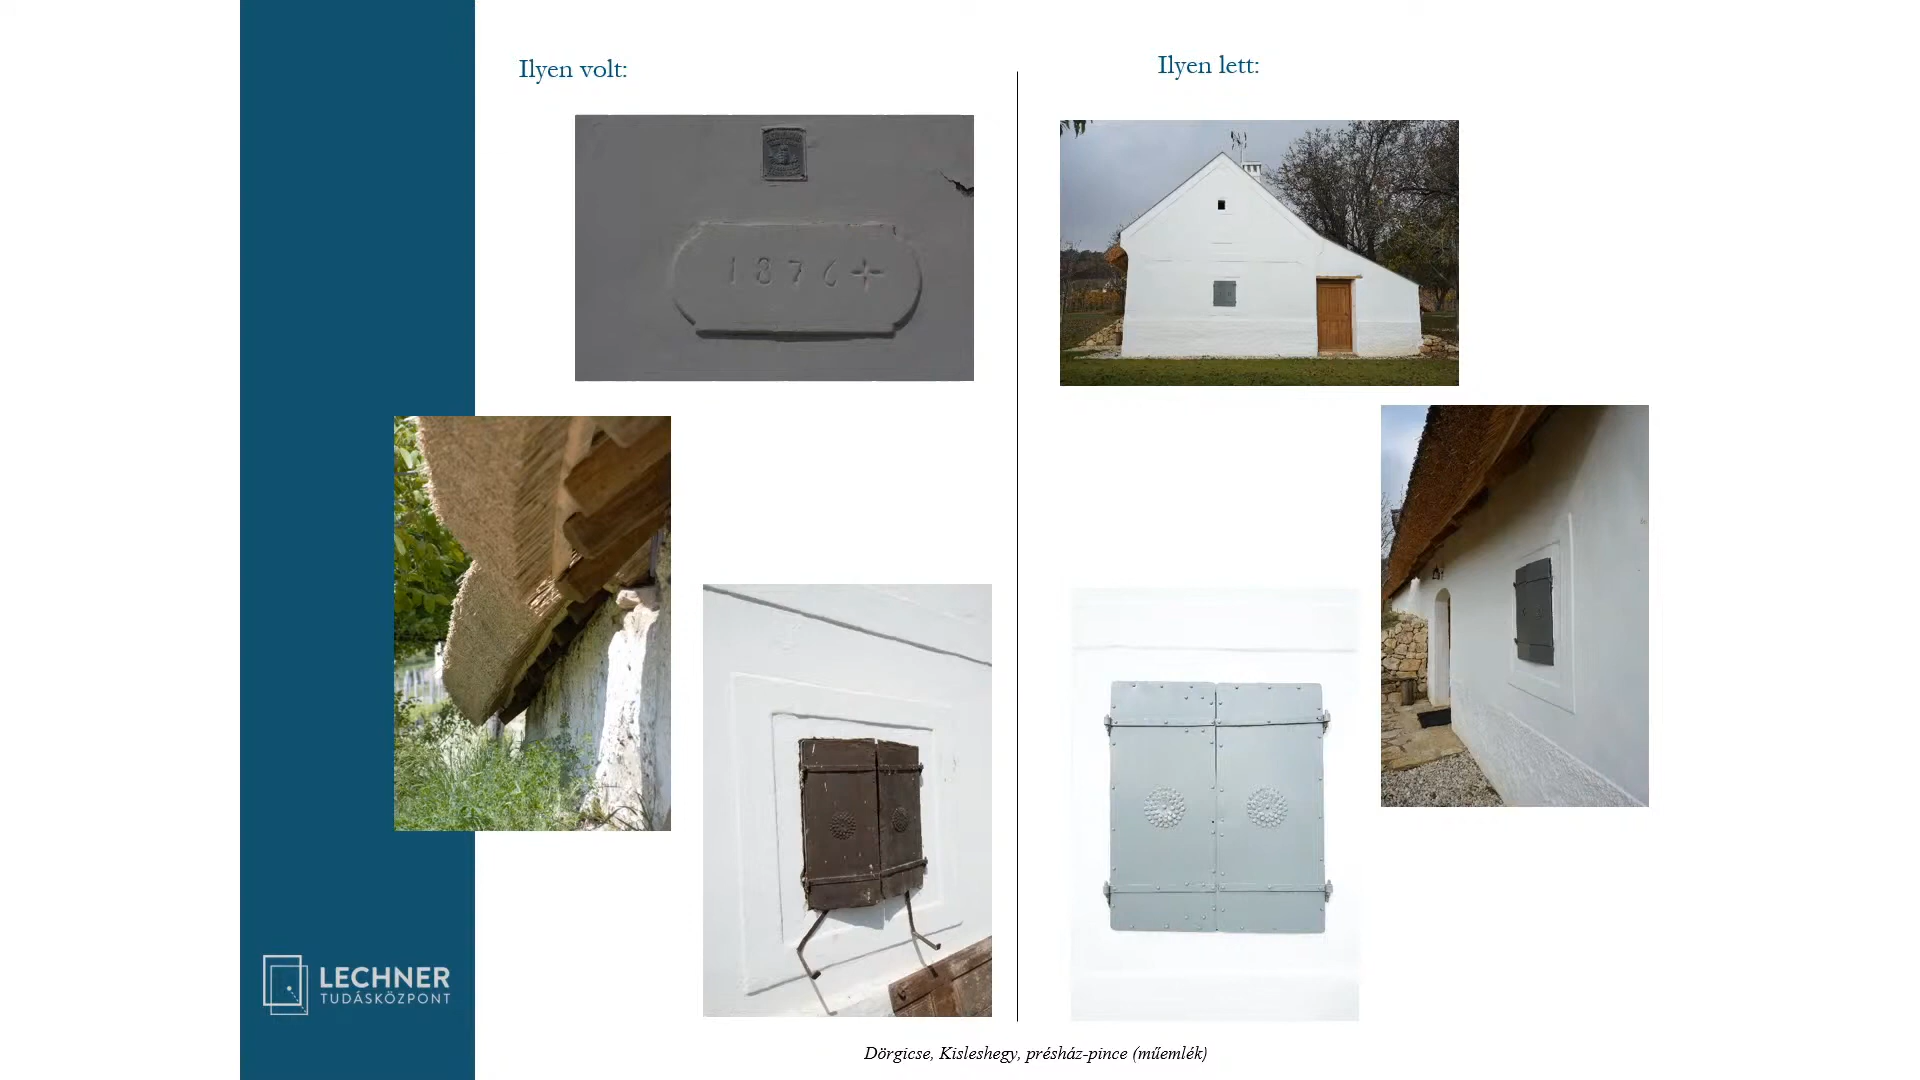 Ilyen volt:
Ilyen lett:
1876+
LECHNER
TUDÁSKÖZPONT
Dörgicse, Kisleshegy, présház-pince (műemlék)